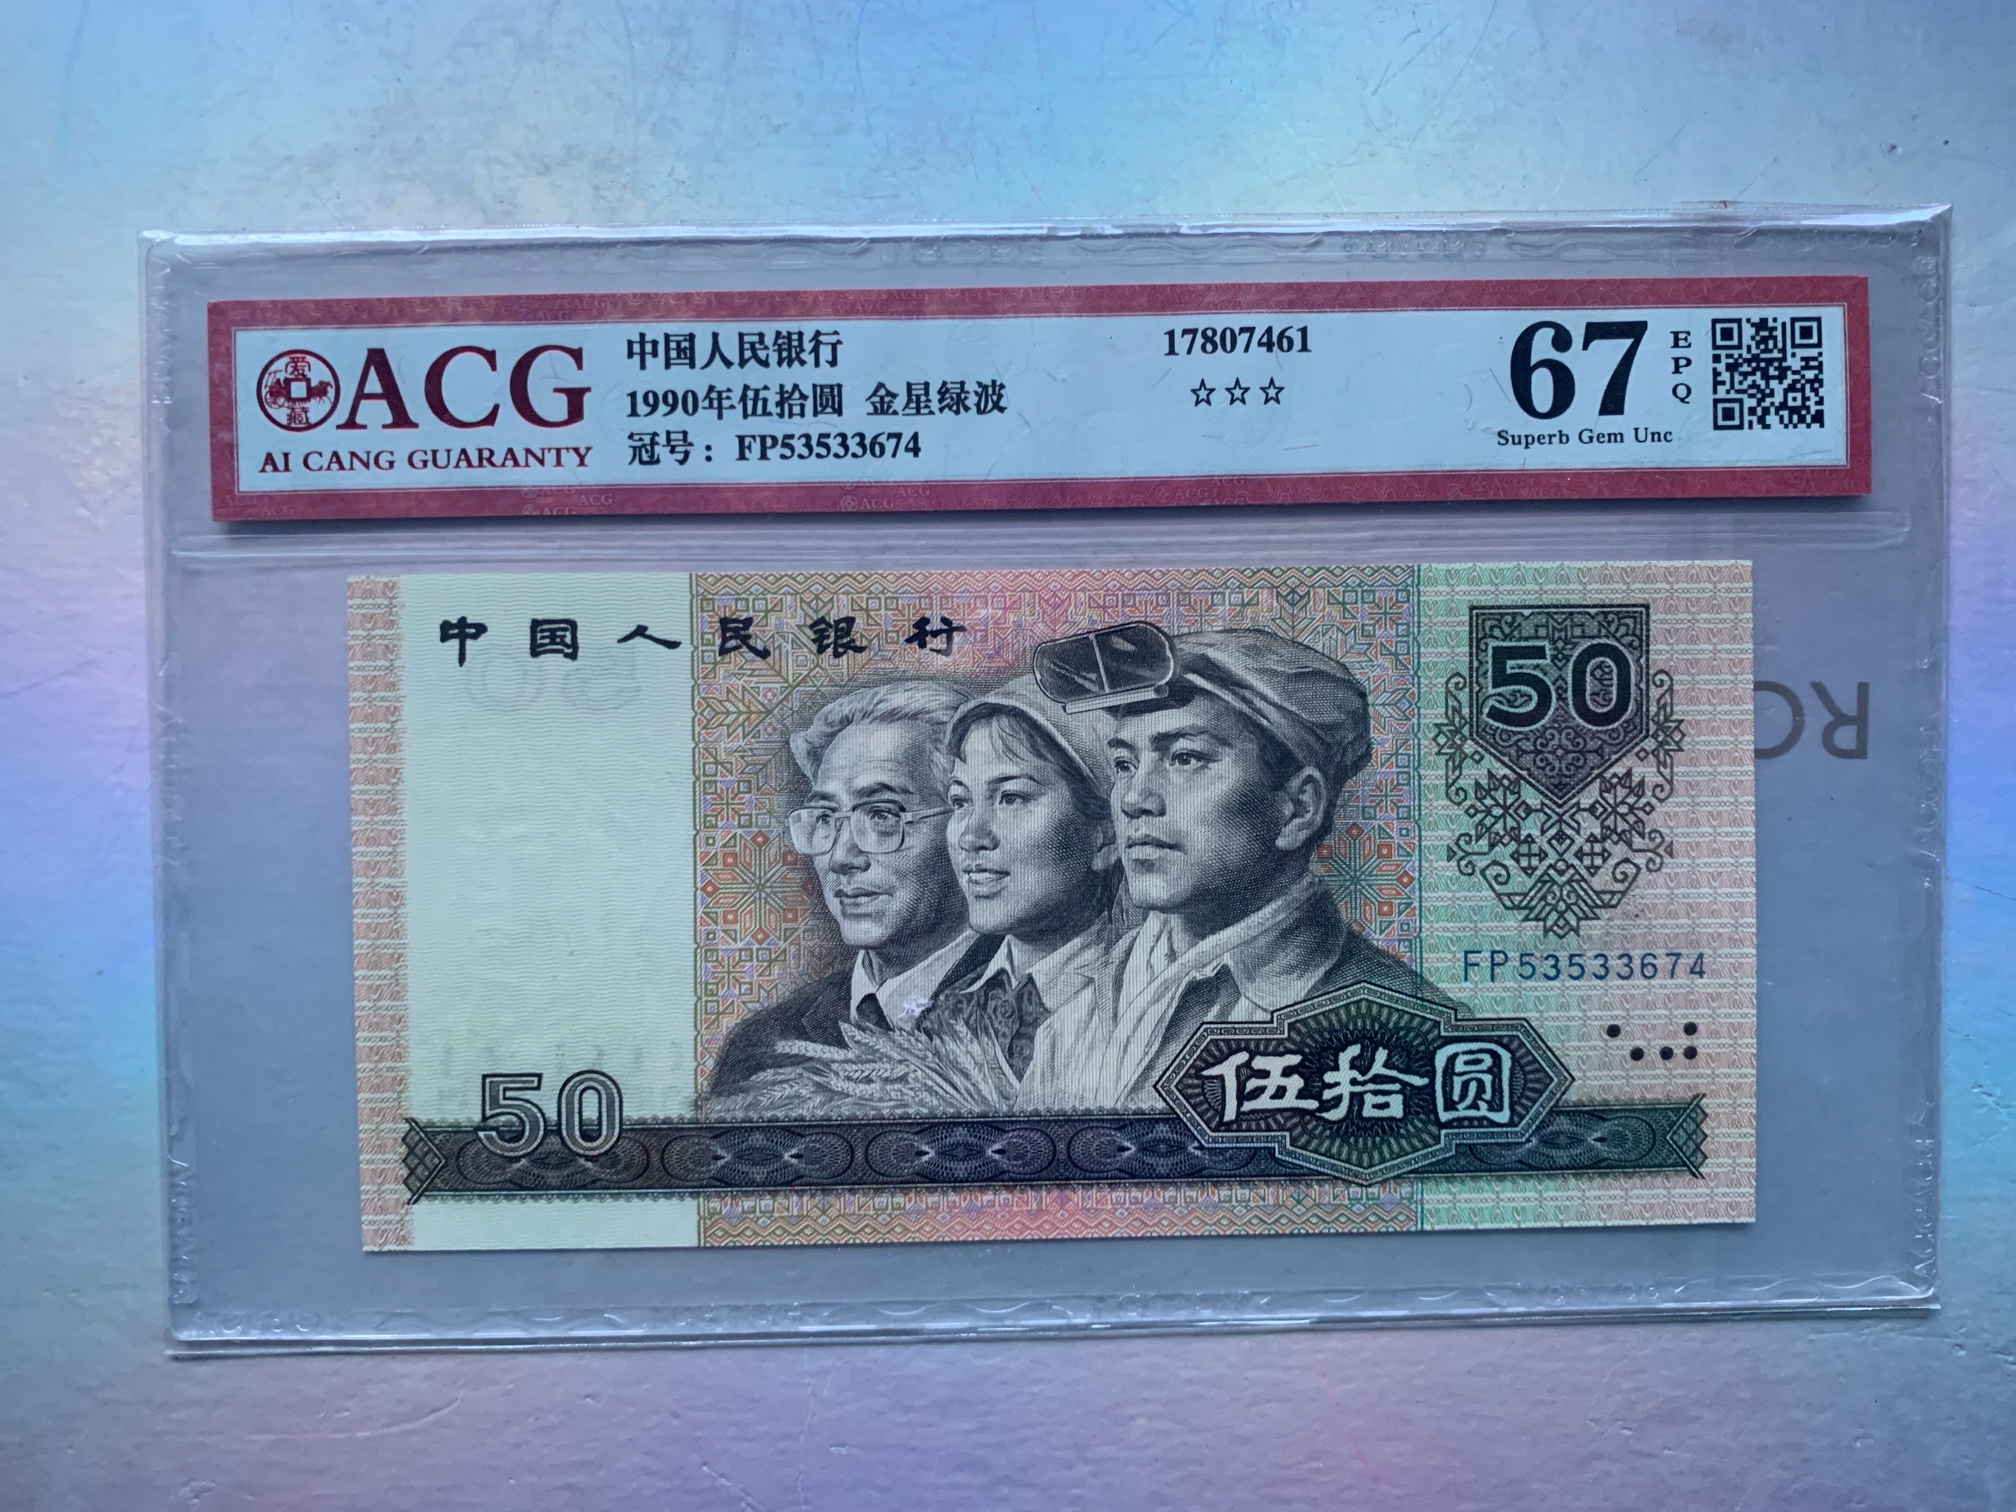 爱藏
ACG
AI CANG GUARANTY
中国人民银行
1990年伍拾圆 金星绿波
冠号: FP53533674
17807461
☆☆☆
67
EPQ
Superb Gem Unc
中国人民银行
50
FP53533674
50
伍拾圆